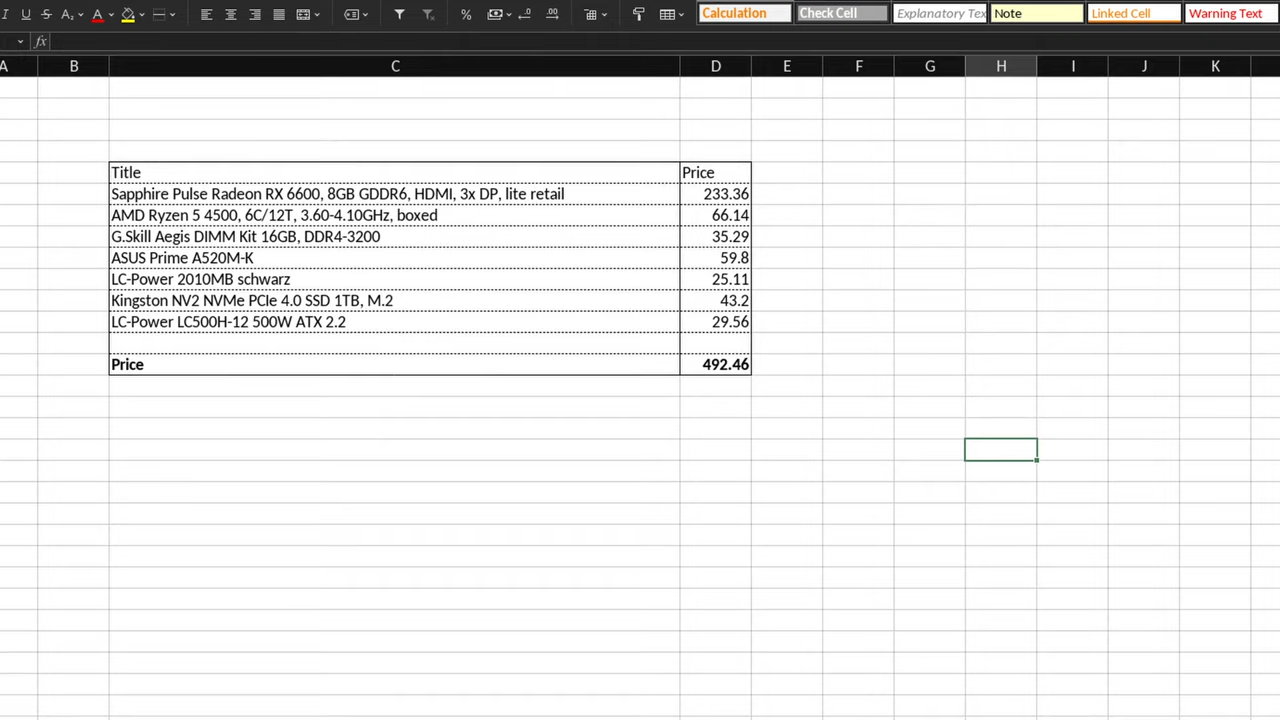 Calculation Check Cell Explanatory Tex Note Linked Cell Warning Text
fx
A B C D E F G H I J K
Title Price
Sapphire Pulse Radeon RX 6600, 8GB GDDR6, HDMI, 3x DP, lite retail 233.36
AMD Ryzen 5 4500, 6C/12T, 3.60-4.10GHz, boxed 66.14
G.Skill Aegis DIMM Kit 16GB, DDR4-3200 35.29
ASUS Prime A520M-K 59.8
LC-Power 2010MB schwarz 25.11
Kingston NV2 NVMe PCIe 4.0 SSD 1TB, M.2 43.2
LC-Power LC500H-12 500W ATX 2.2 29.56
Price 492.46